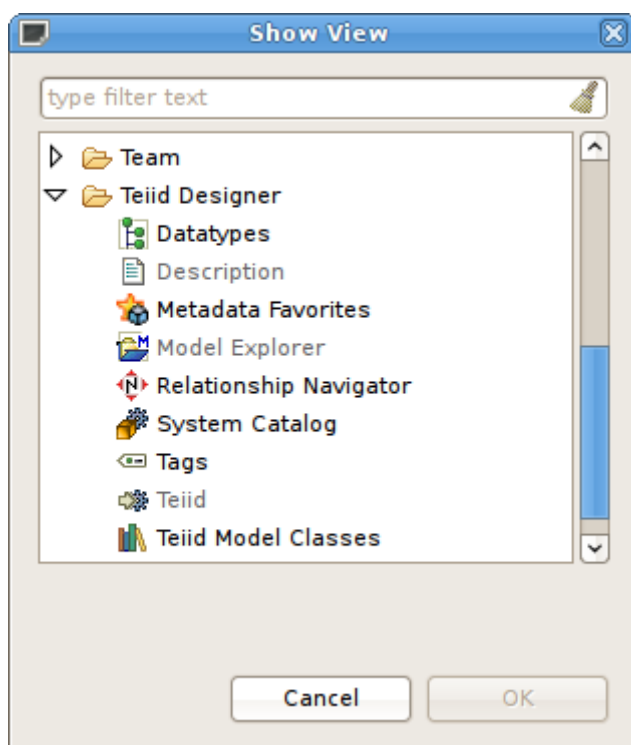 Show View
type filter text
Team
Teiid Designer
Datatypes
Description
Metadata Favorites
Model Explorer
Relationship Navigator
System Catalog
Tags
Teiid
Teiid Model Classes
Cancel OK